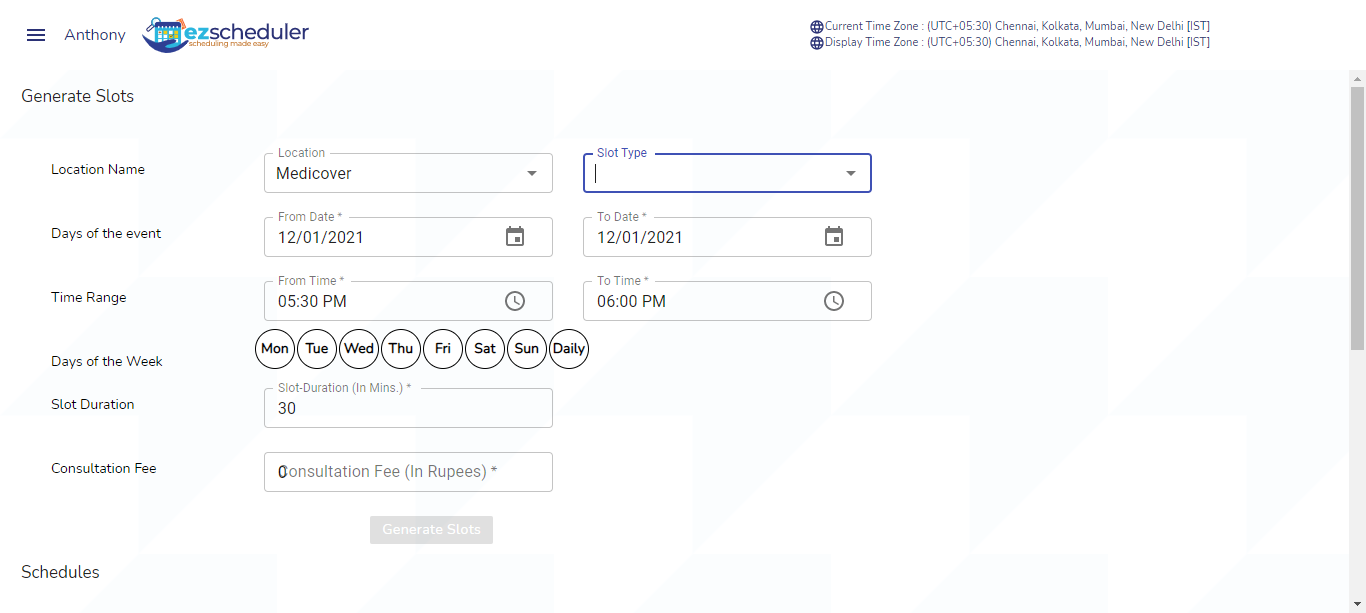 Anthony
ezscheduler
scheduling made easy
Current Time Zone : (UTC+05:30) Chennai, Kolkata, Mumbai, New Delhi [IST]
Display Time Zone : (UTC+05:30) Chennai, Kolkata, Mumbai, New Delhi [IST]
Generate Slots
Location Name
Location
Medicover
Slot Type
Days of the event
From Date *
12/01/2021
To Date *
12/01/2021
Time Range
From Time *
05:30 PM
To Time *
06:00 PM
Days of the Week
Mon Tue Wed Thu Fri Sat Sun Daily
Slot Duration
Slot-Duration (In Mins.) *
30
Consultation Fee
0
Consultation Fee (In Rupees) *
Generate Slots
Schedules